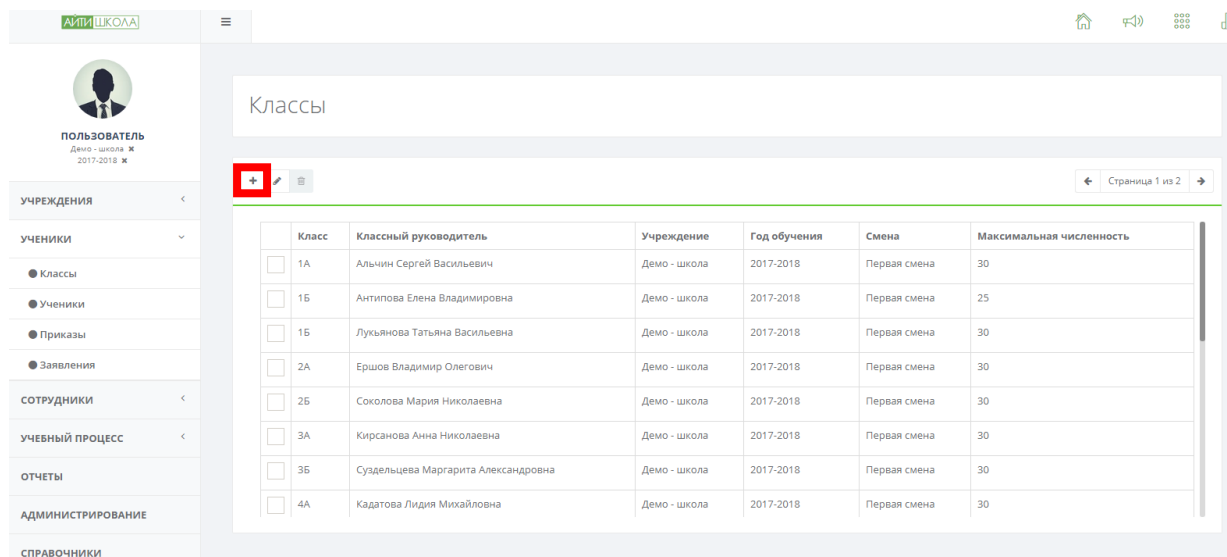 АЙТИ ШКОЛА
ПОЛЬЗОВАТЕЛЬ
Демо - школа ✖
2017-2018 ✖
УЧРЕЖДЕНИЯ
УЧЕНИКИ
Классы
Ученики
Приказы
Заявления
СОТРУДНИКИ
УЧЕБНЫЙ ПРОЦЕСС
ОТЧЕТЫ
АДМИНИСТРИРОВАНИЕ
СПРАВОЧНИКИ
Классы
Страница 1 из 2
Класс Классный руководитель Учреждение Год обучения Смена Максимальная численность
1А Альчин Сергей Васильевич Демо - школа 2017-2018 Первая смена 30
1Б Антипова Елена Владимировна Демо - школа 2017-2018 Первая смена 25
1Б Лукьянова Татьяна Васильевна Демо - школа 2017-2018 Первая смена 30
2А Ершов Владимир Олегович Демо - школа 2017-2018 Первая смена 30
2Б Соколова Мария Николаевна Демо - школа 2017-2018 Первая смена 30
3А Кирсанова Анна Николаевна Демо - школа 2017-2018 Первая смена 30
3Б Суздельцева Маргарита Александровна Демо - школа 2017-2018 Первая смена 30
4А Кадатова Лидия Михайловна Демо - школа 2017-2018 Первая смена 30